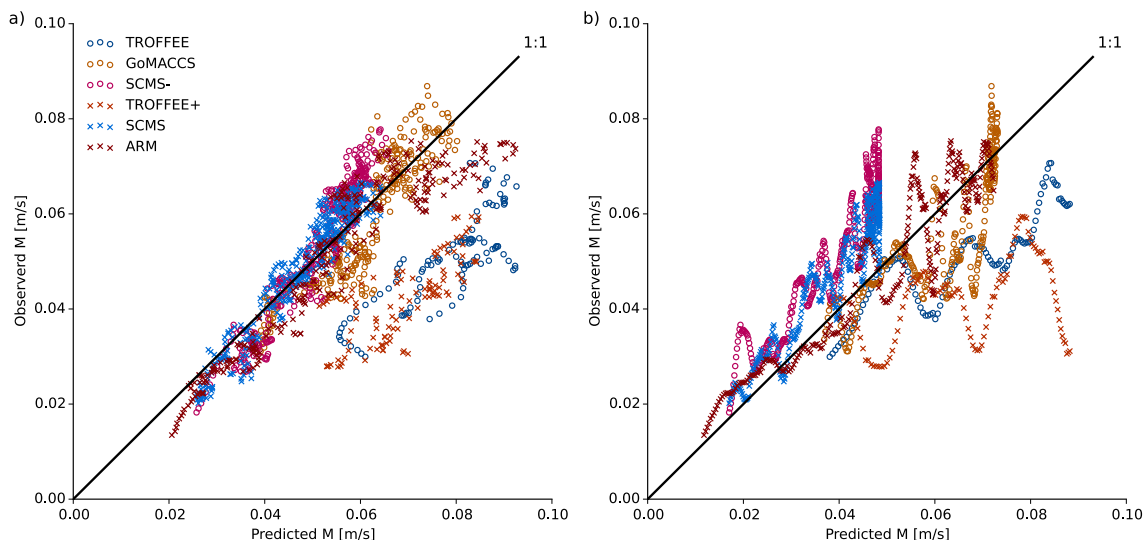 a)
0.10
0.08
0.06
0.04
0.02
0.00
Observerd M [m/s]
TROFFEE
GoMACCS
SCMS-
TROFFEE+
SCMS
ARM
1:1
0.00 0.02 0.04 0.06 0.08 0.10
Predicted M [m/s]
b)
0.10
0.08
0.06
0.04
0.02
0.00
Observerd M [m/s]
1:1
0.00 0.02 0.04 0.06 0.08 0.10
Predicted M [m/s]